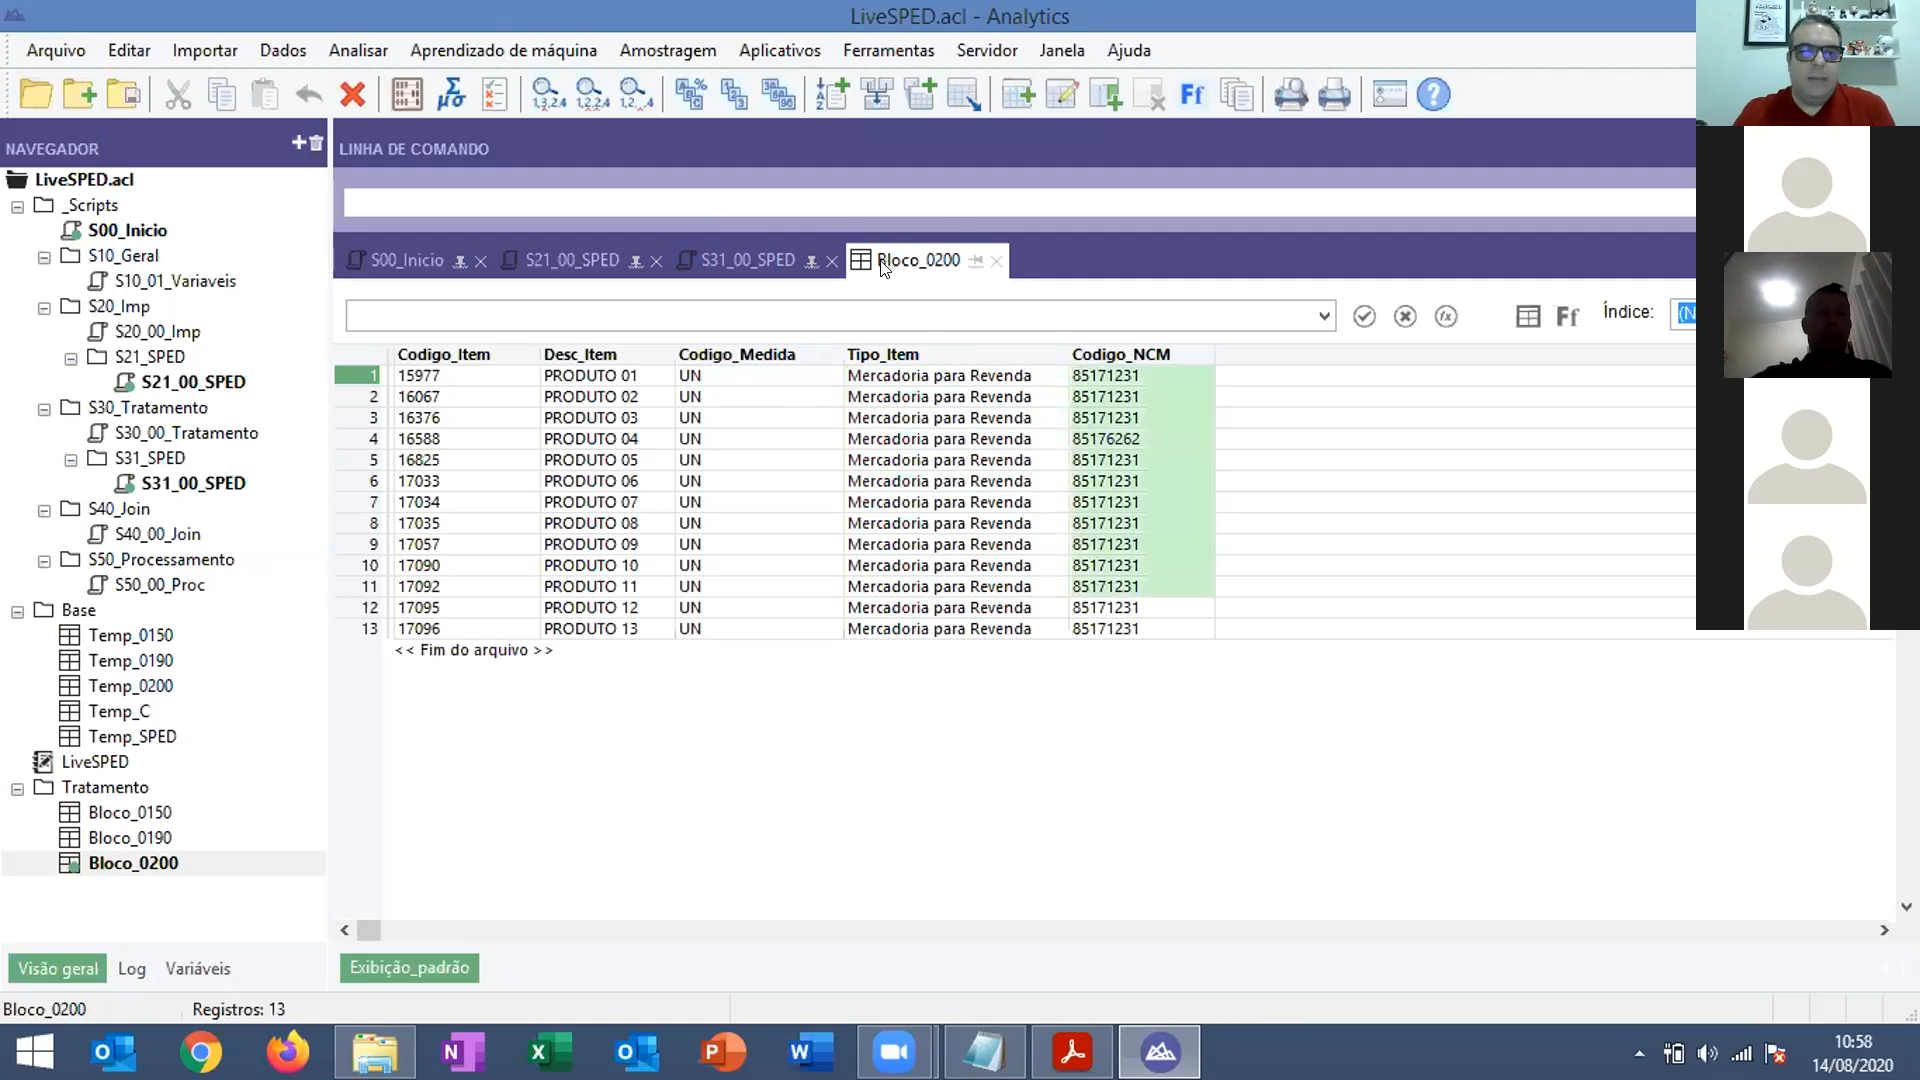 LiveSPED.acl - Analytics
Arquivo Editar Importar Dados Analisar Aprendizado de máquina Amostragem Aplicativos Ferramentas Servidor Janela Ajuda
NAVEGADOR
LINHA DE COMANDO
LiveSPED.acl
_Scripts
S00_Inicio
S10_Geral
S10_01_Variaveis
S20_Imp
S20_00_Imp
S21_SPED
S21_00_SPED
S30_Tratamento
S30_00_Tratamento
S31_SPED
S31_00_SPED
S40_Join
S40_00_Join
S50_Processamento
S50_00_Proc
Base
Temp_0150
Temp_0190
Temp_0200
Temp_C
Temp_SPED
LiveSPED
Tratamento
Bloco_0150
Bloco_0190
Bloco_0200
S00_Inicio S21_00_SPED S31_00_SPED Bloco_0200
Ff Índice:
Codigo_Item Desc_Item Codigo_Medida Tipo_Item Codigo_NCM
1 15977 PRODUTO 01 UN Mercadoria para Revenda 85171231
2 16067 PRODUTO 02 UN Mercadoria para Revenda 85171231
3 16376 PRODUTO 03 UN Mercadoria para Revenda 85171231
4 16588 PRODUTO 04 UN Mercadoria para Revenda 85176262
5 16825 PRODUTO 05 UN Mercadoria para Revenda 85171231
6 17033 PRODUTO 06 UN Mercadoria para Revenda 85171231
7 17034 PRODUTO 07 UN Mercadoria para Revenda 85171231
8 17035 PRODUTO 08 UN Mercadoria para Revenda 85171231
9 17057 PRODUTO 09 UN Mercadoria para Revenda 85171231
10 17090 PRODUTO 10 UN Mercadoria para Revenda 85171231
11 17092 PRODUTO 11 UN Mercadoria para Revenda 85171231
12 17095 PRODUTO 12 UN Mercadoria para Revenda 85171231
13 17096 PRODUTO 13 UN Mercadoria para Revenda 85171231
<< Fim do arquivo >>
Visão geral Log Variáveis
Exibição_padrão
Bloco_0200 Registros: 13
10:58
14/08/2020